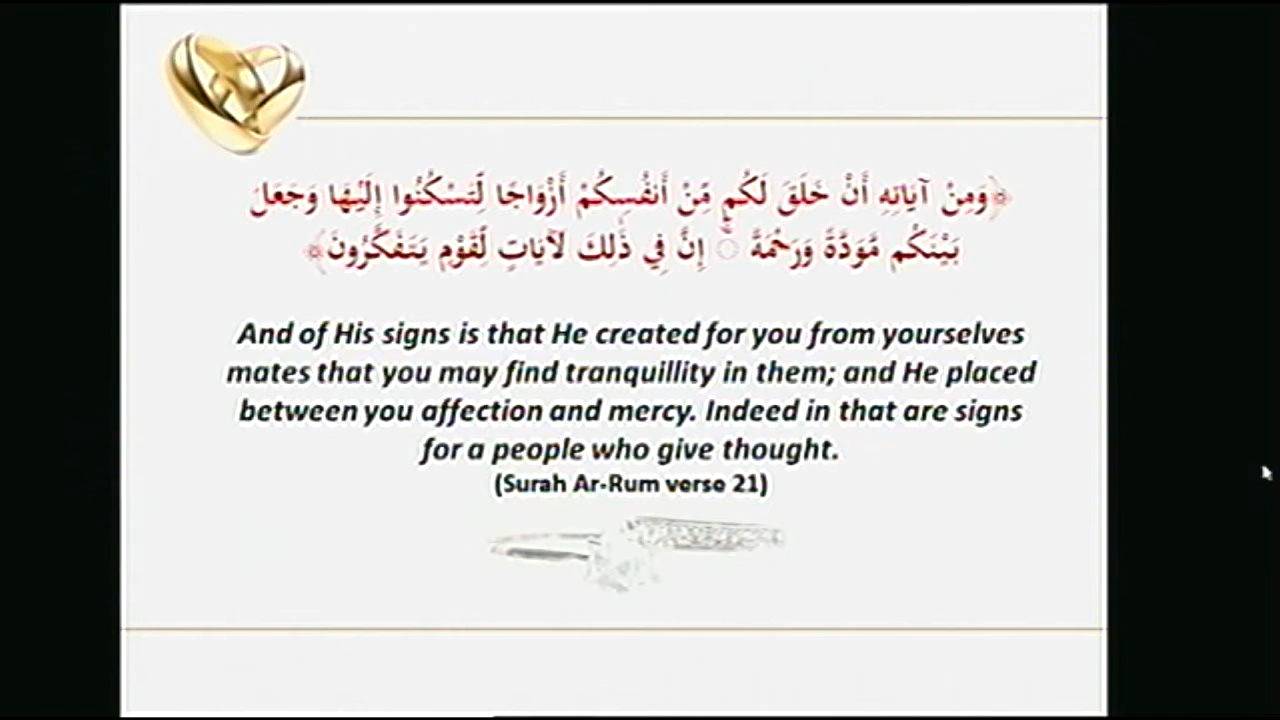 ﴿وَمِنْ آيَاتِهِ أَنْ خَلَقَ لَكُم مِّنْ أَنفُسِكُمْ أَزْوَاجًا لِّتَسْكُنُوا إِلَيْهَا وَجَعَلَ
بَيْنَكُم مَّوَدَّةً وَرَحْمَةً ۚ إِنَّ فِي ذَٰلِكَ لَآيَاتٍ لِّقَوْمٍ يَتَفَكَّرُونَ﴾
And of His signs is that He created for you from yourselves
mates that you may find tranquillity in them; and He placed
between you affection and mercy. Indeed in that are signs
for a people who give thought.
(Surah Ar-Rum verse 21)